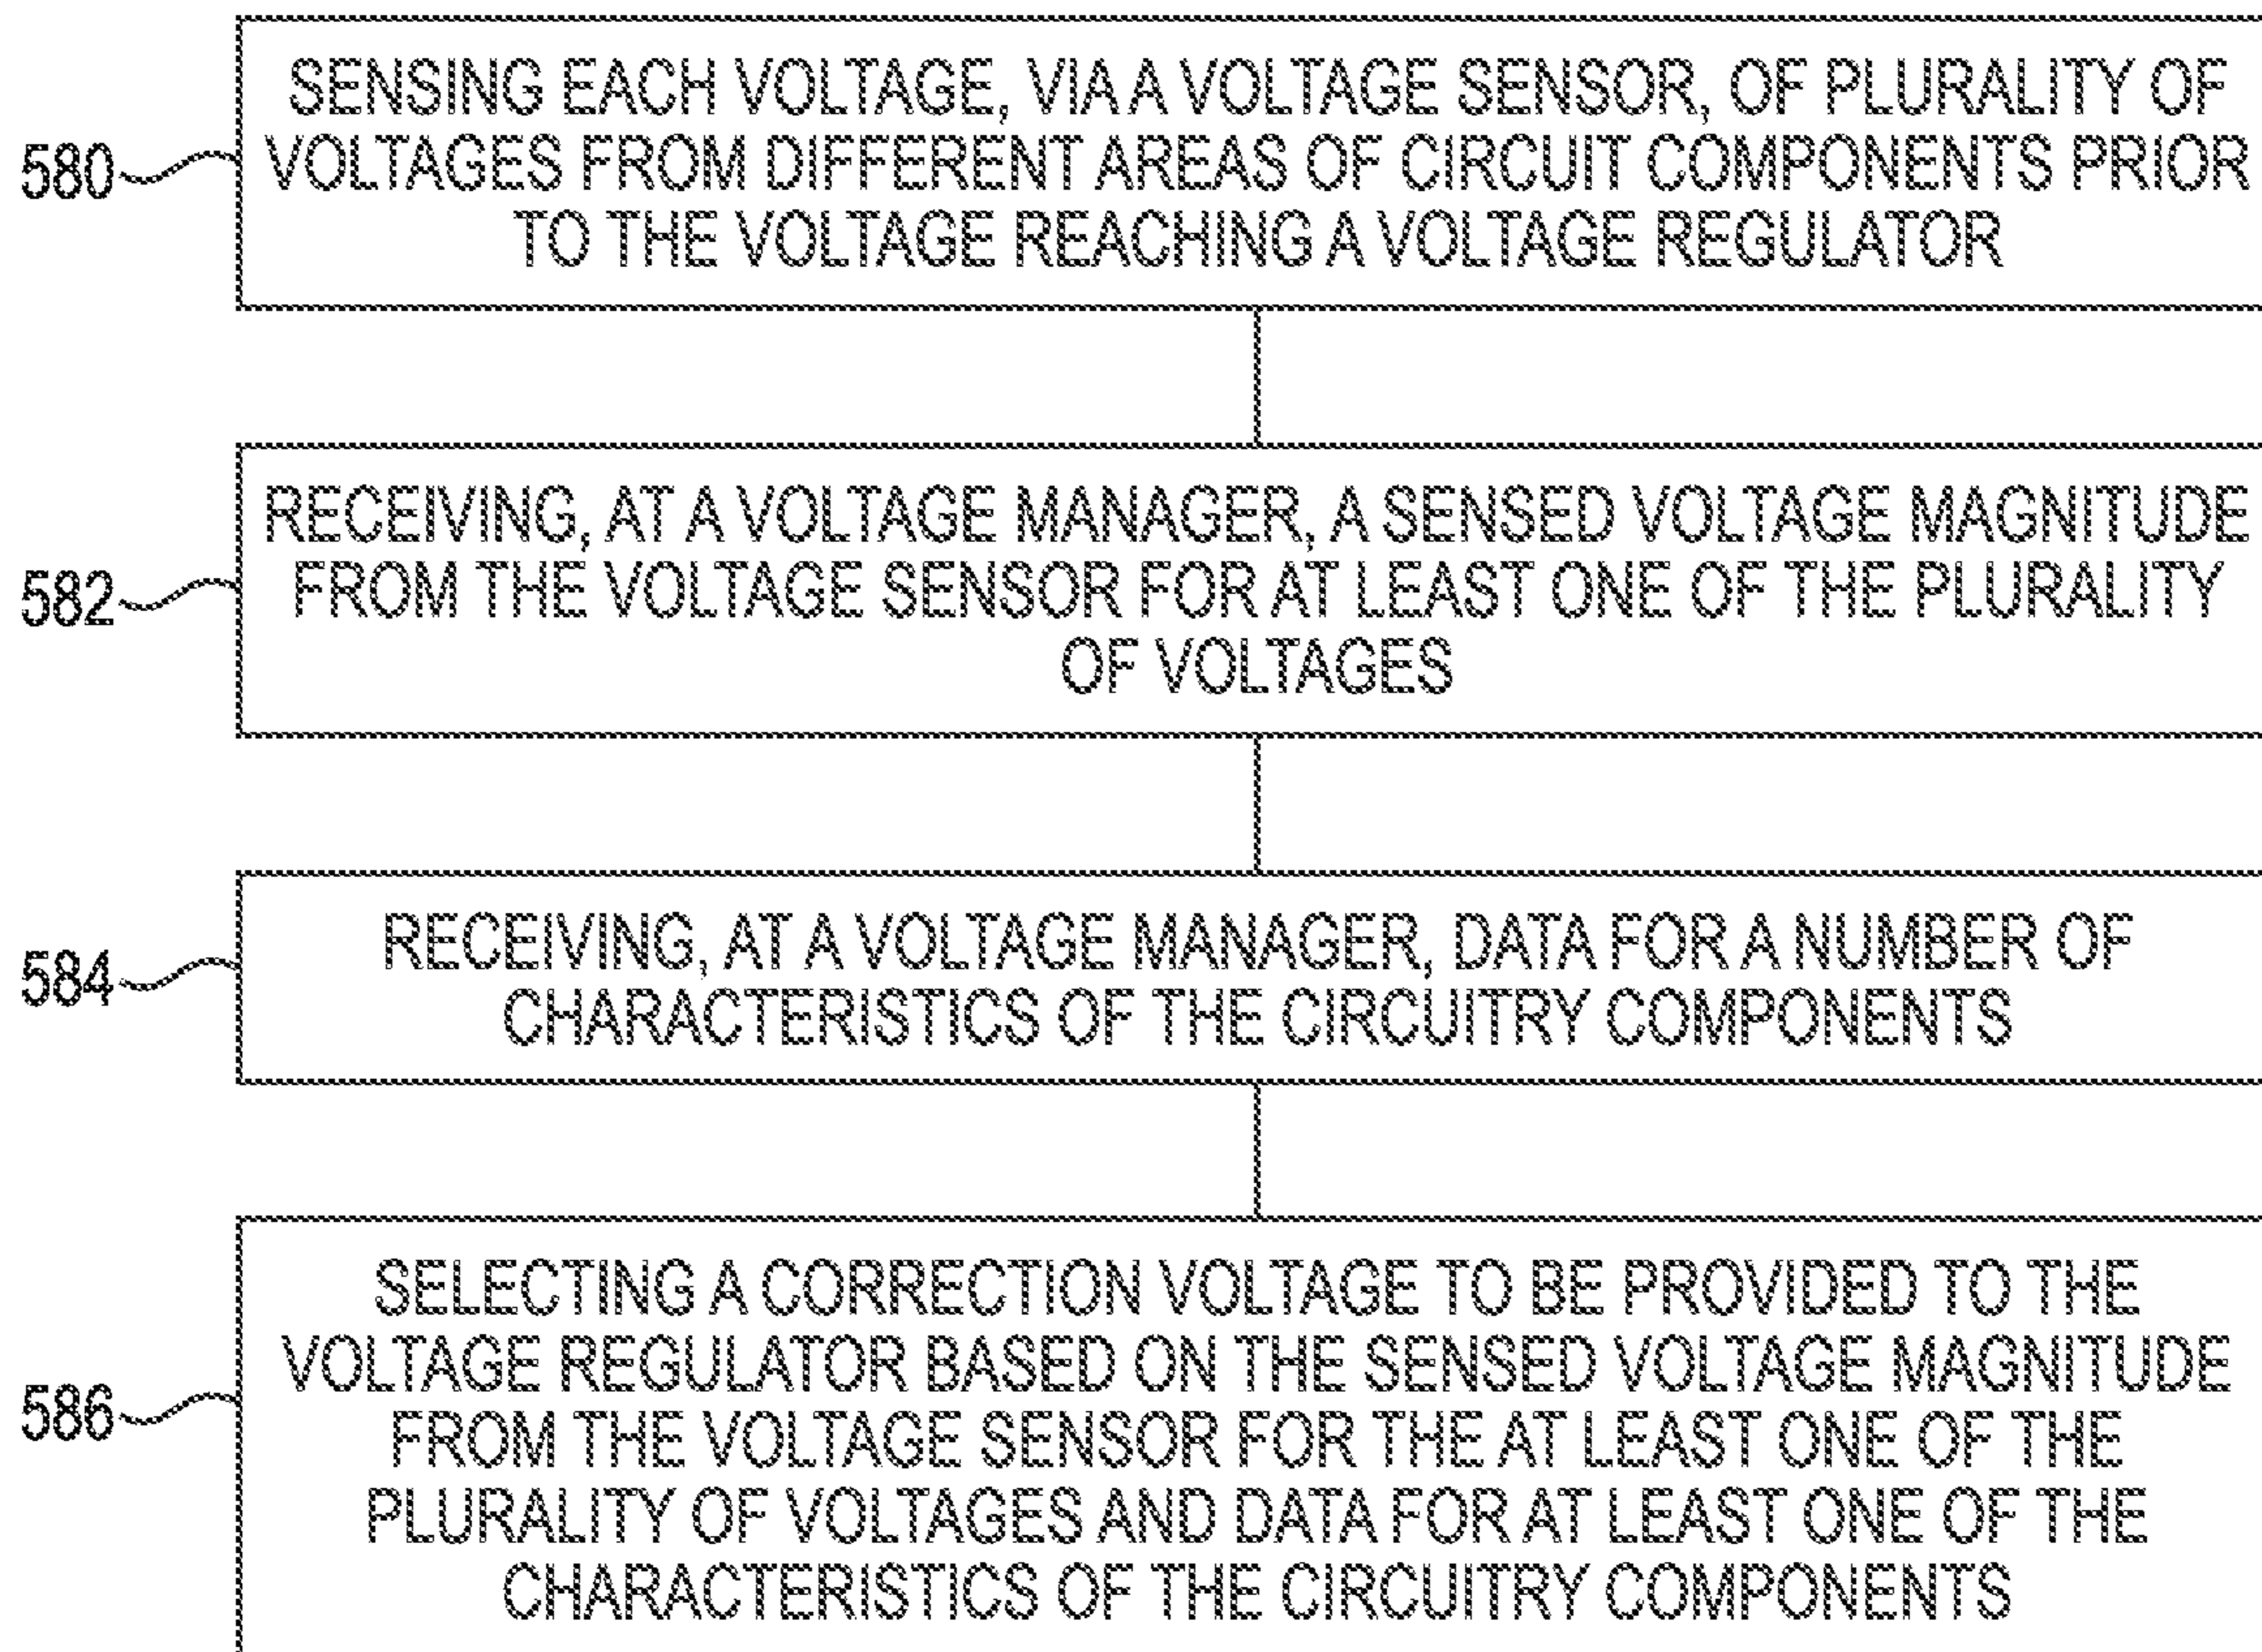 SENSING EACH VOLTAGE, VIA A VOLTAGE SENSOR, OF PLURALITY OF
580 VOLTAGES FROM DIFFERENT AREAS OF CIRCUIT COMPONENTS PRIOR
TO THE VOLTAGE REACHING A VOLTAGE REGULATOR
RECEIVING, AT A VOLTAGE MANAGER, A SENSED VOLTAGE MAGNITUDE
582 FROM THE VOLTAGE SENSOR FOR AT LEAST ONE OF THE PLURALITY
OF VOLTAGES
584 RECEIVING, AT A VOLTAGE MANAGER, DATA FOR A NUMBER OF
CHARACTERISTICS OF THE CIRCUITRY COMPONENTS
SELECTING A CORRECTION VOLTAGE TO BE PROVIDED TO THE
VOLTAGE REGULATOR BASED ON THE SENSED VOLTAGE MAGNITUDE
586 FROM THE VOLTAGE SENSOR FOR THE AT LEAST ONE OF THE
PLURALITY OF VOLTAGES AND DATA FOR AT LEAST ONE OF THE
CHARACTERISTICS OF THE CIRCUITRY COMPONENTS